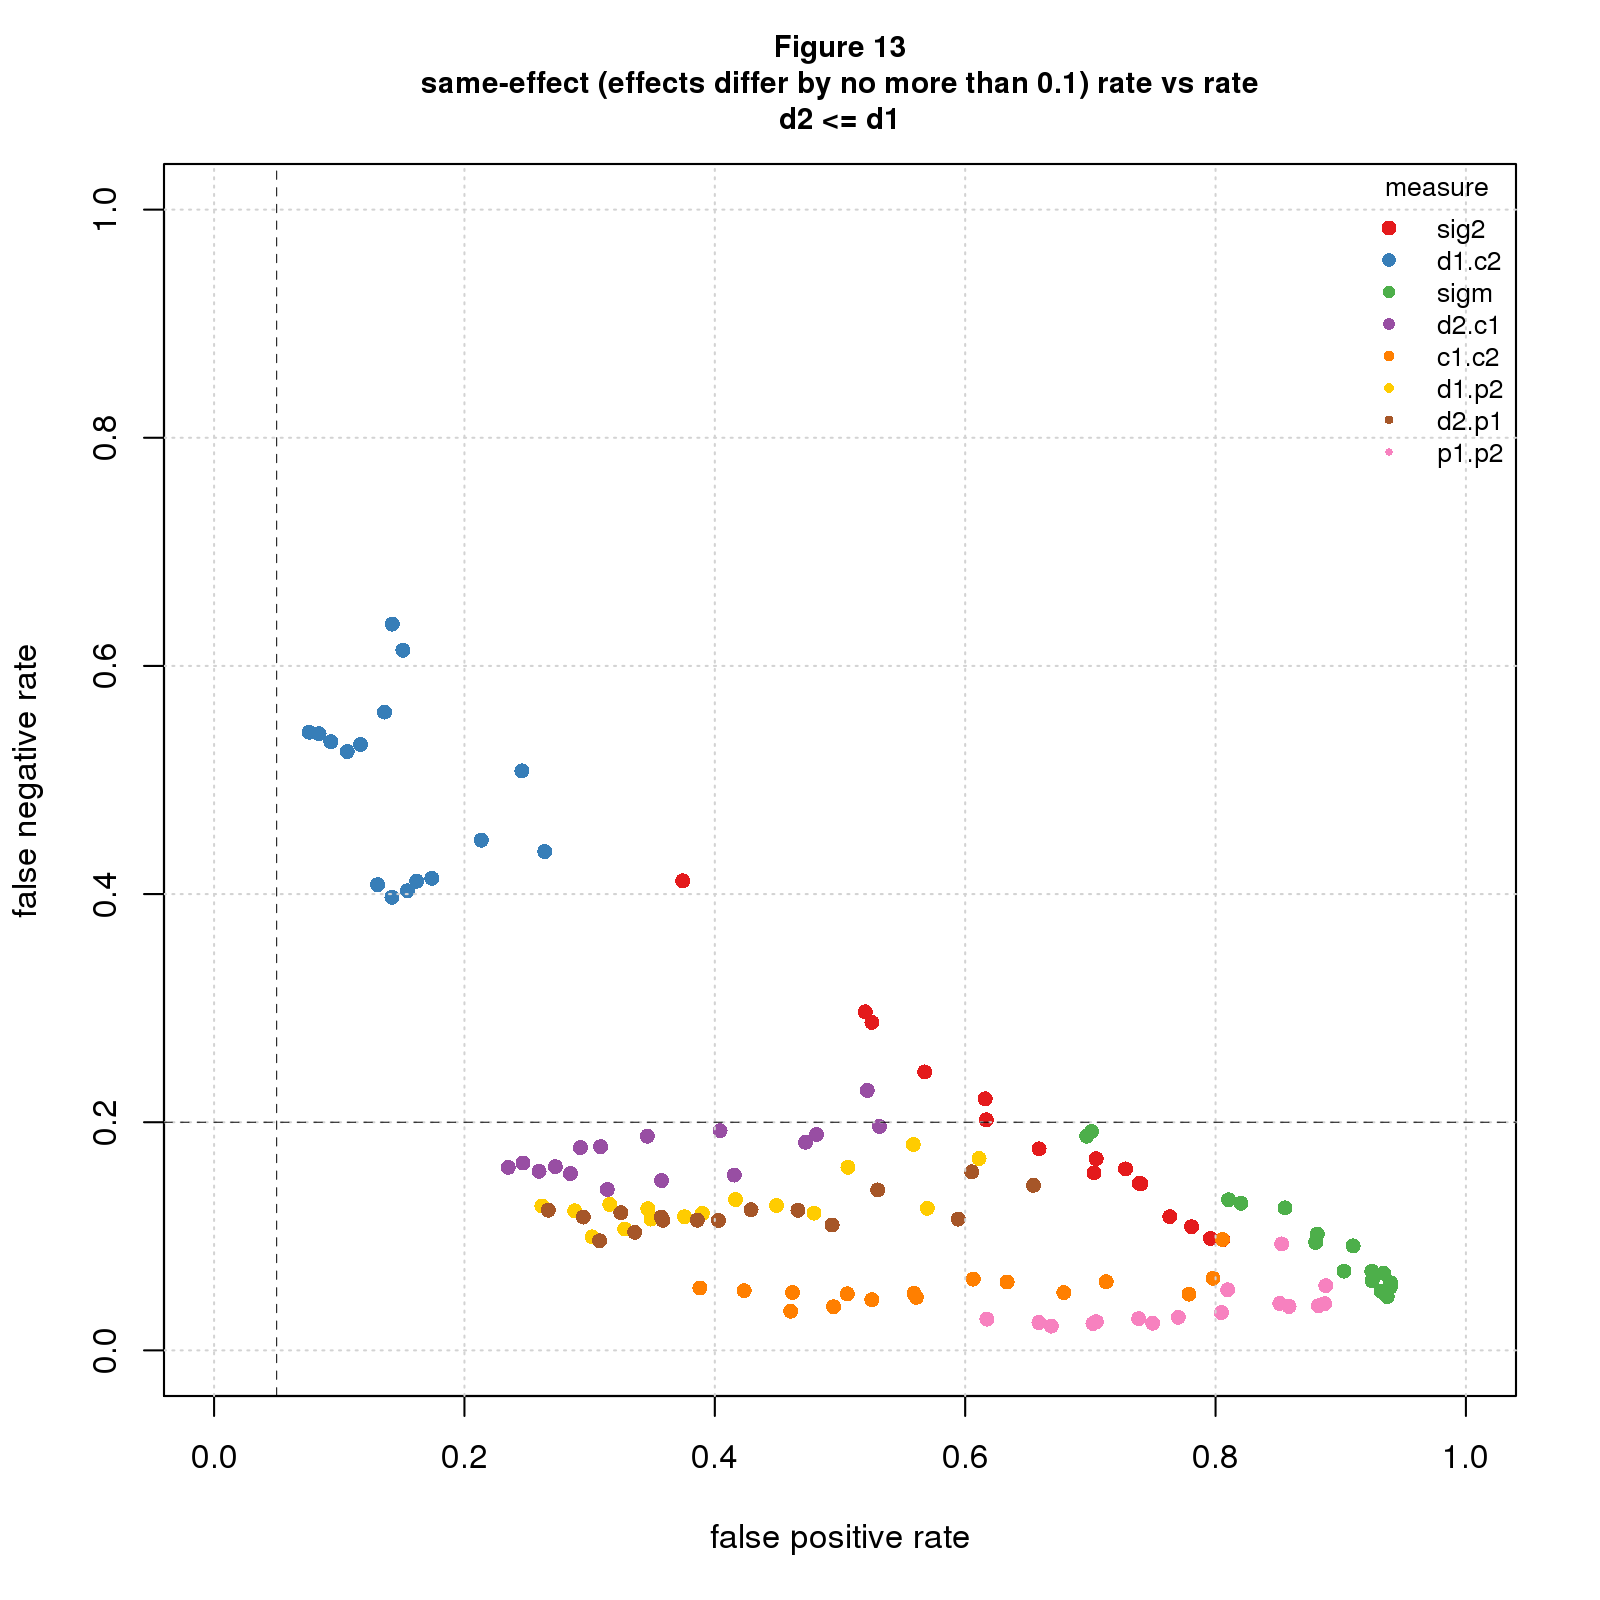 Figure 13
same-effect (effects differ by no more than 0.1) rate vs rate
d2 <= d1
measure
sig2
d1.c2
sigm
d2.c1
c1.c2
d1.p2
d2.p1
p1.p2
false negative rate
1.0
0.8
0.6
0.4
0.2
0.0
0.0 0.2 0.4 0.6 0.8 1.0
false positive rate